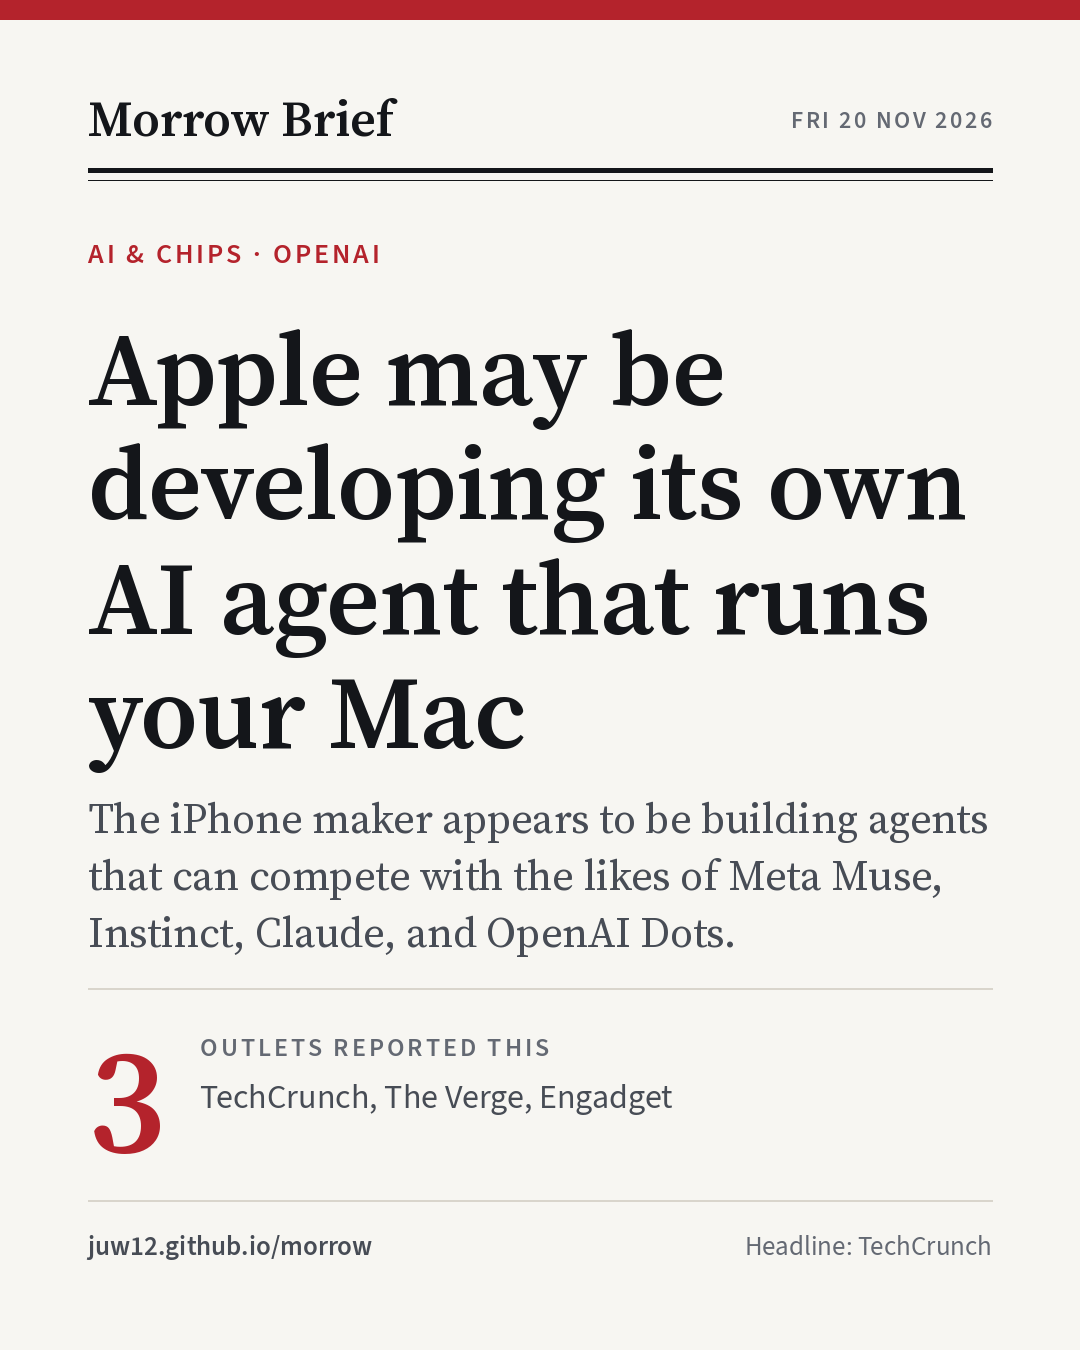 Morrow Brief
FRI 20 NOV 2026
AI & CHIPS · OPENAI
Apple may be
developing its own
AI agent that runs
your Mac
The iPhone maker appears to be building agents
that can compete with the likes of Meta Muse,
Instinct, Claude, and OpenAI Dots.
3
OUTLETS REPORTED THIS
TechCrunch, The Verge, Engadget
juw12.github.io/morrow
Headline: TechCrunch